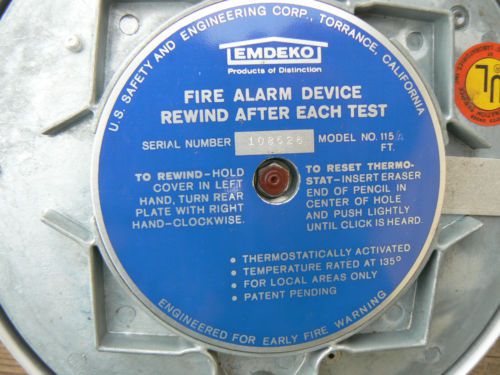 U.S. SAFETY AND ENGINEERING CORP., TORRANCE, CALIFORNIA
EMDEKO
Products of Distinction
FIRE ALARM DEVICE
REWIND AFTER EACH TEST
SERIAL NUMBER 108626 MODEL NO. 115
FT.
TO REWIND-HOLD
COVER IN LEFT
HAND, TURN REAR
PLATE WITH RIGHT
HAND-CLOCKWISE.
TO RESET THERMO-
STAT-INSERT ERASER
END OF PENCIL IN
CENTER OF HOLE
AND PUSH LIGHTLY
UNTIL CLICK IS HEARD.
• THERMOSTATICALLY ACTIVATED
• TEMPERATURE RATED AT 135°
• FOR LOCAL AREAS ONLY
• PATENT PENDING
ENGINEERED FOR EARLY FIRE WARNING
UL